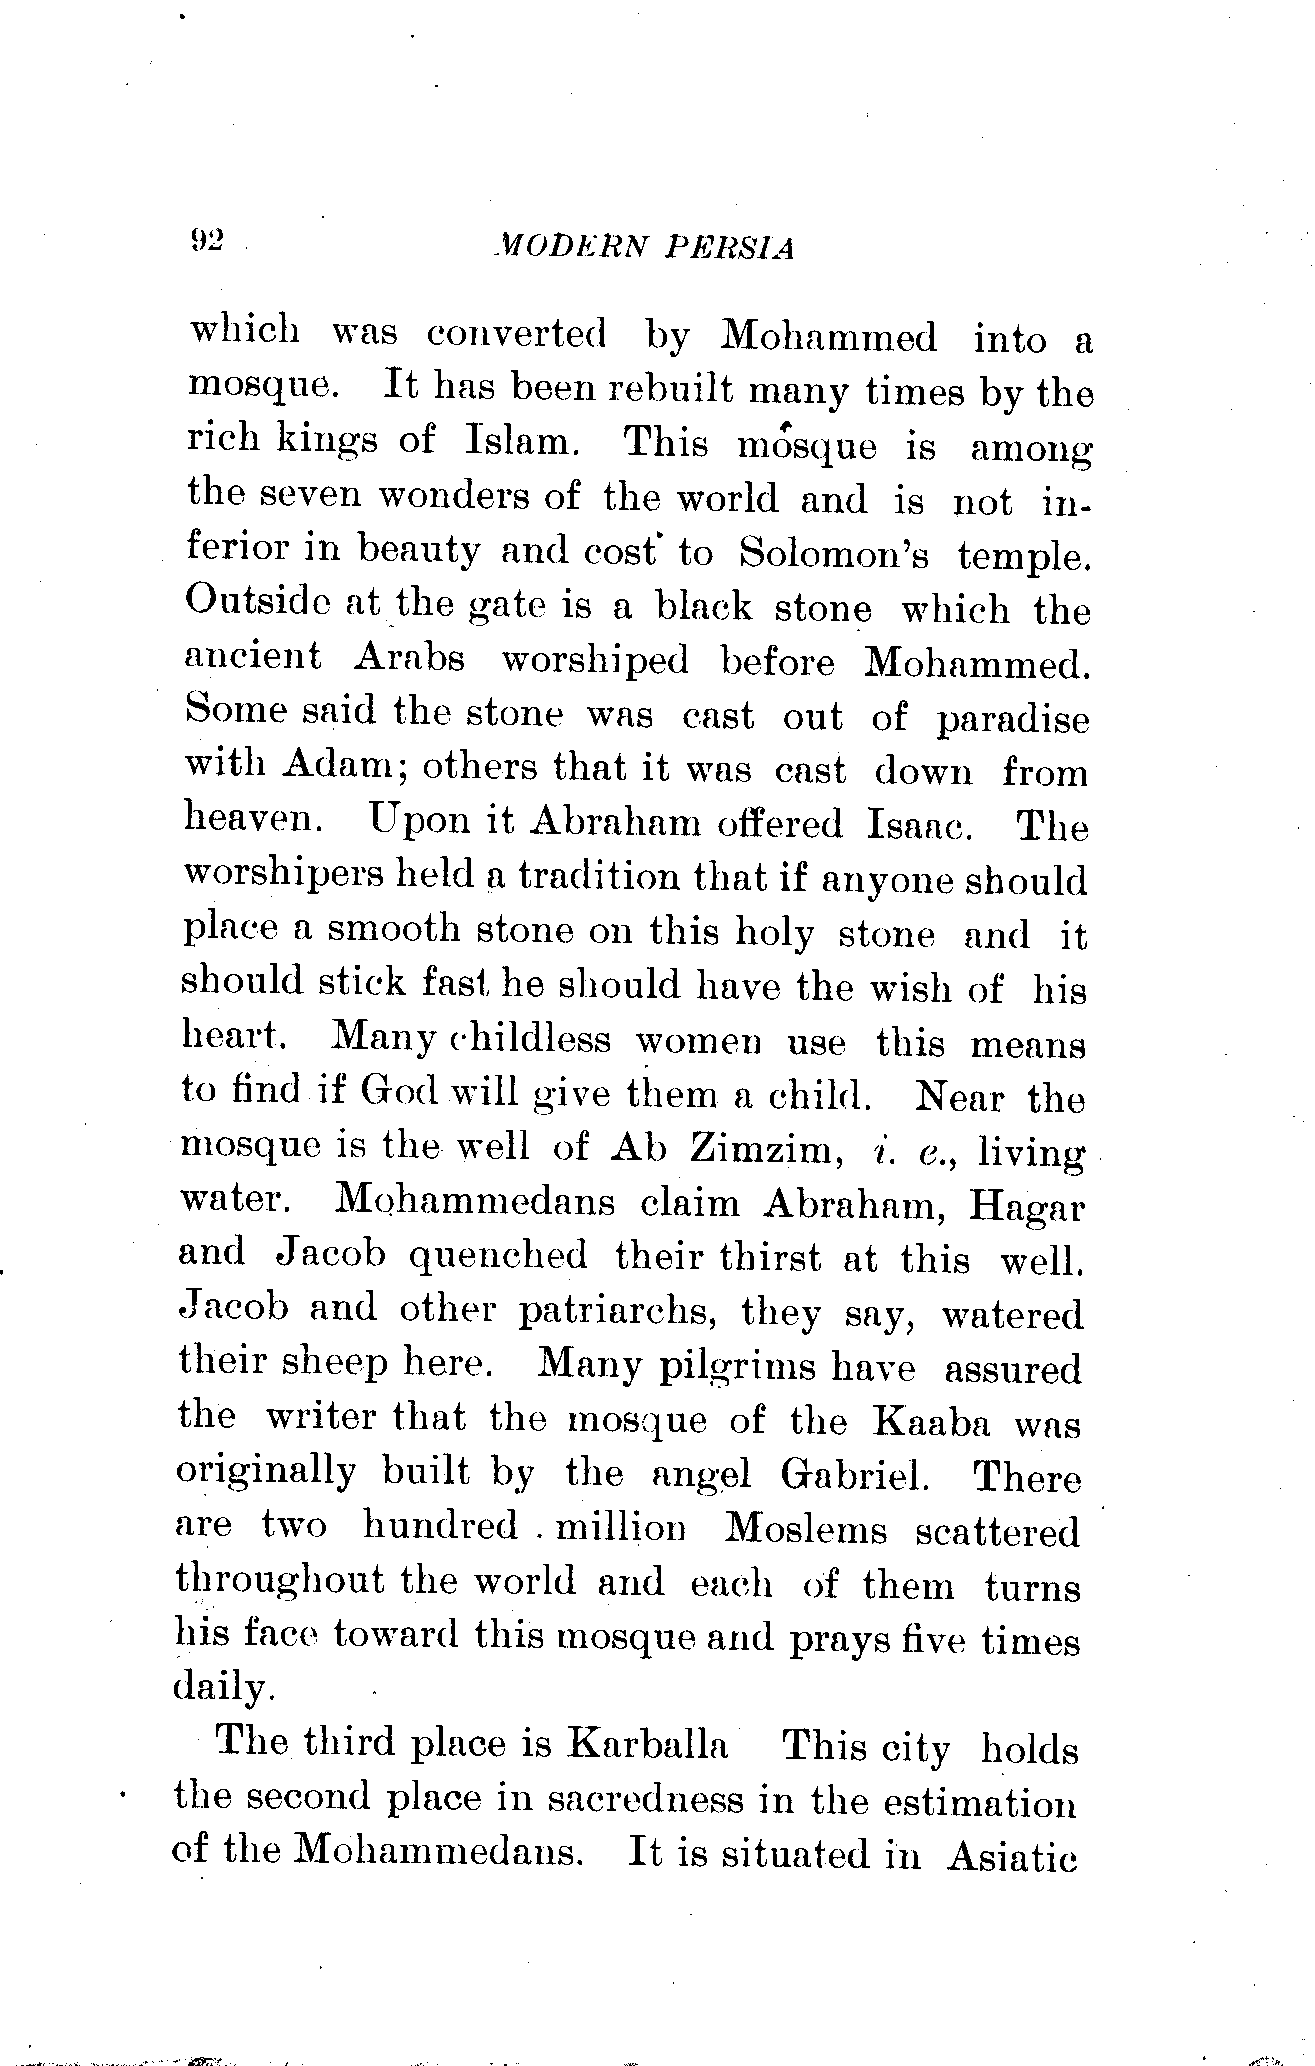 92 MODERN PERSIA
which was converted by Mohammed into a
mosque. It has been rebuilt many times by the
rich kings of Islam. This mosque is among
the seven wonders of the world and is not in-
ferior in beauty and cost to Solomon's temple.
Outside at the gate is a black stone which the
ancient Arabs worshiped before Mohammed.
Some said the stone was cast out of paradise
with Adam; others that it was cast down from
heaven. Upon it Abraham offered Isaac. The
worshipers held a tradition that if anyone should
place a smooth stone on this holy stone and it
should stick fast he should have the wish of his
heart. Many childless women use this means
to find if God will give them a child. Near the
mosque is the well of Ab Zimzim, i. e., living
water. Mohammedans claim Abraham, Hagar
and Jacob quenched their thirst at this well.
Jacob and other patriarchs, they say, watered
their sheep here. Many pilgrims have assured
the writer that the mosque of the Kaaba was
originally built by the angel Gabriel. There
are two hundred million Moslems scattered
throughout the world and each of them turns
his face toward this mosque and prays five times
daily.
The third place is Karballa This city holds
the second place in sacredness in the estimation
of the Mohammedans. It is situated in Asiatic